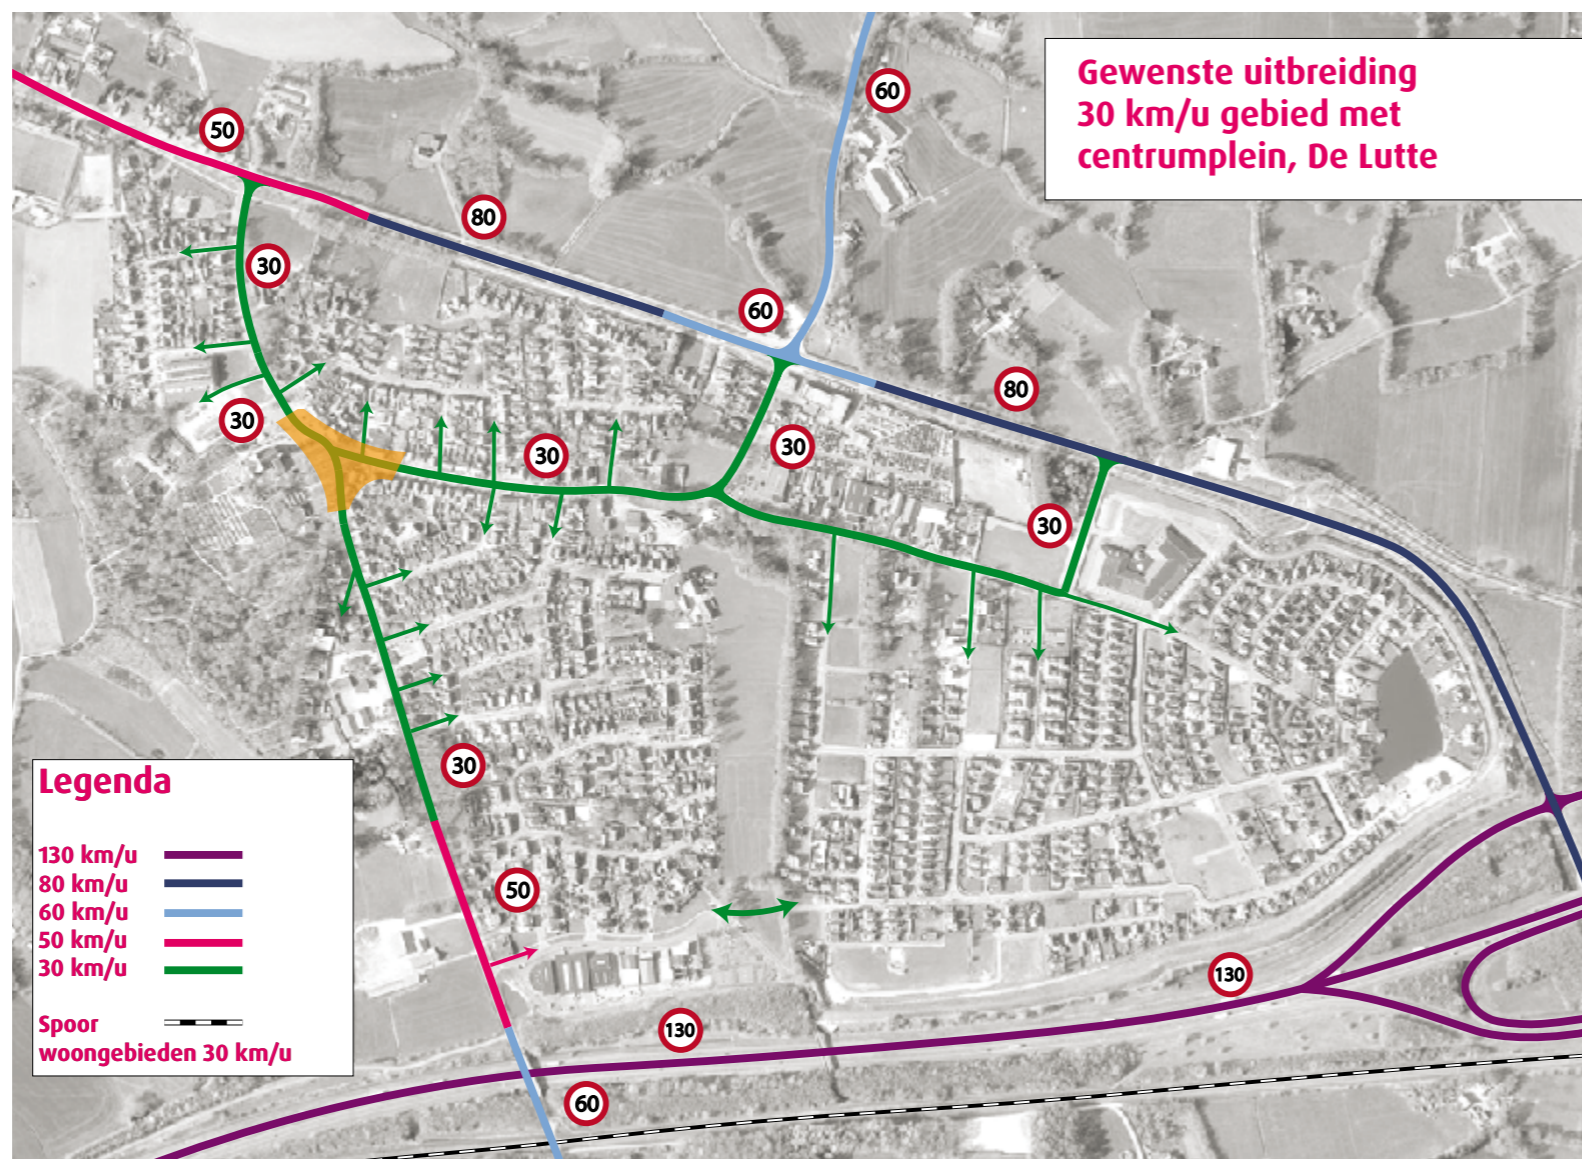 Gewenste uitbreiding
30 km/u gebied met
centrumplein, De Lutte
60
50
80
30
60
80
30
30
30
30
30
30
50
130
130
60
Legenda
130 km/u
80 km/u
60 km/u
50 km/u
30 km/u
Spoor
woongebieden 30 km/u